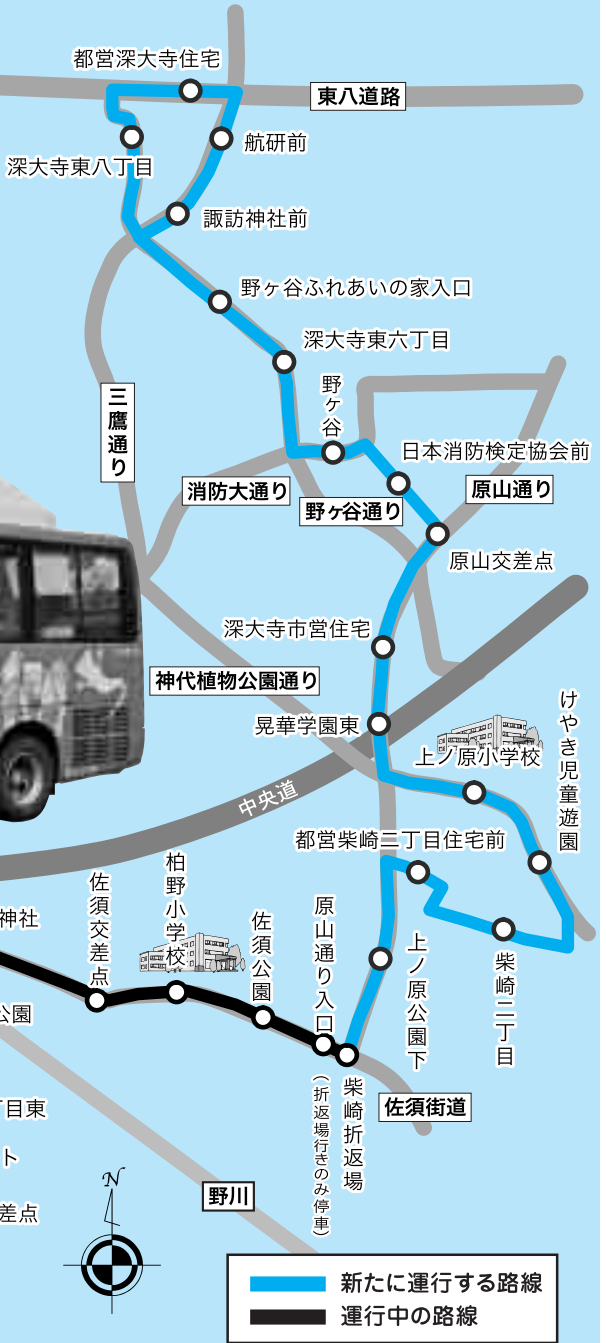 都営深大寺住宅
東八道路
航研前
深大寺東八丁目
諏訪神社前
野ヶ谷ふれあいの家入口
深大寺東六丁目
三鷹通り
野ヶ谷
日本消防検定協会前
消防大通り
原山通り
野ヶ谷通り
原山交差点
深大寺市営住宅
神代植物公園通り
晃華学園東
けやき児童遊園
上ノ原小学校
中央道
都営柴崎二丁目住宅前
柏野小学校
佐須交差点
原山通り入口
佐須公園
神社
上ノ原公園下
柴崎二丁目
公園
(折返場行きのみ停車)
柴崎折返場
佐須街道
丁目東
ト
野川
差点
N
新たに運行する路線
運行中の路線